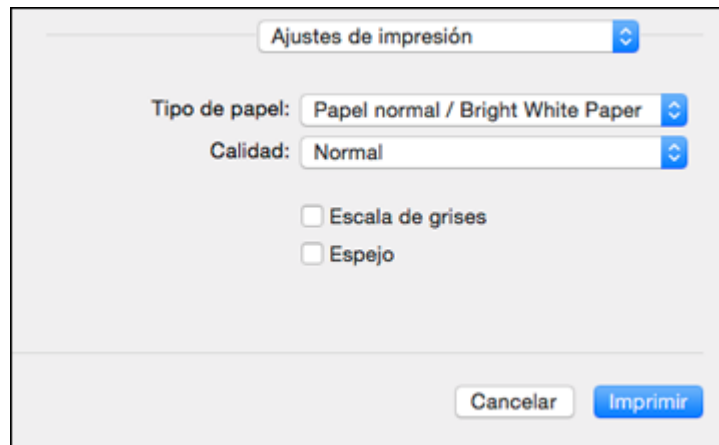 Ajustes de impresión
Tipo de papel: Papel normal / Bright White Paper
Calidad: Normal
Escala de grises
Espejo
Cancelar Imprimir